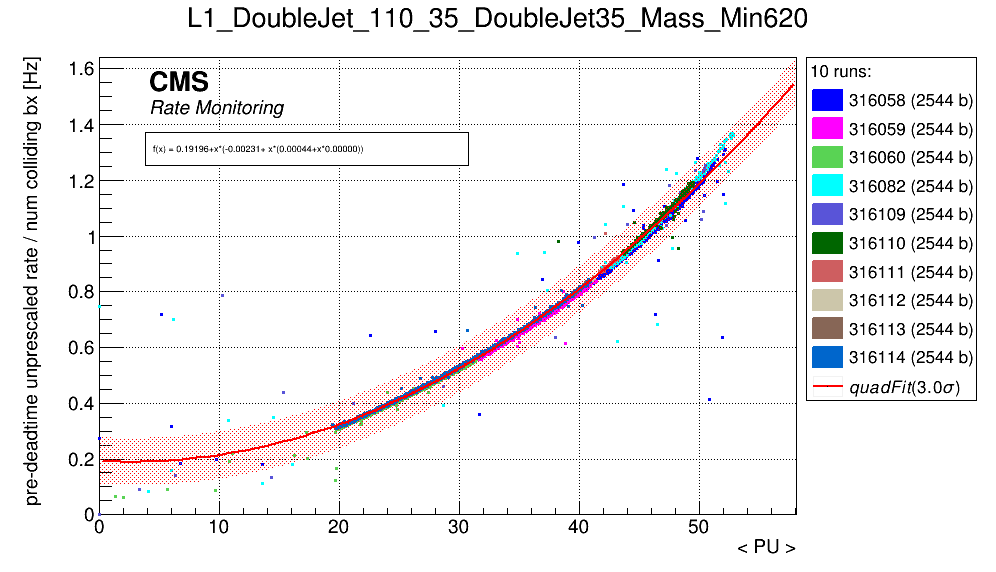 L1_DoubleJet_110_35_DoubleJet35_Mass_Min620
pre-deadtime unprescaled rate / num colliding bx [Hz]
CMS
Rate Monitoring
f(x) = 0.19196+x*(-0.00231+ x*(0.00044+x*0.00000))
1.6
1.4
1.2
1
0.8
0.6
0.4
0.2
0
0 10 20 30 40 50
< PU >
10 runs:
316058 (2544 b)
316059 (2544 b)
316060 (2544 b)
316082 (2544 b)
316109 (2544 b)
316110 (2544 b)
316111 (2544 b)
316112 (2544 b)
316113 (2544 b)
316114 (2544 b)
quadFit(3.0σ)